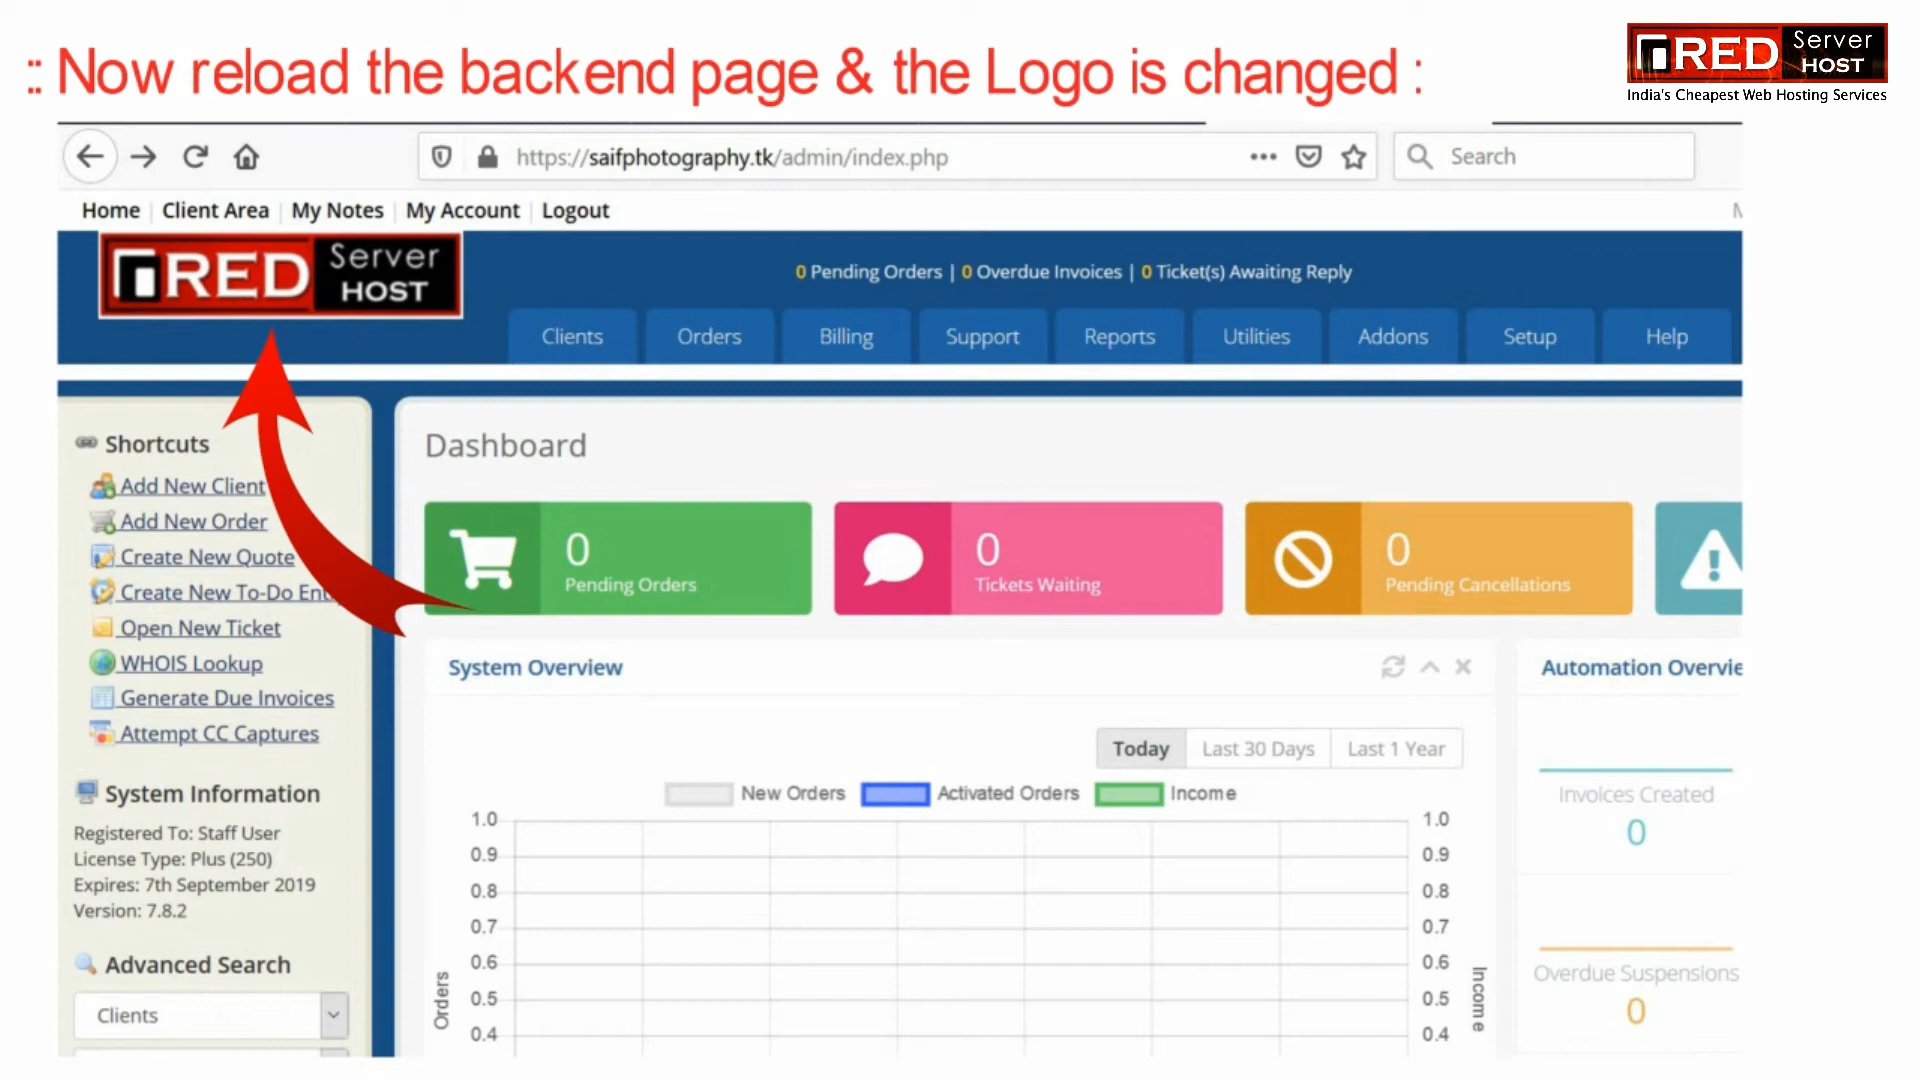 :: Now reload the backend page & the Logo is changed :
RED Server HOST
India's Cheapest Web Hosting Services
https://saifphotography.tk/admin/index.php
Search
Home | Client Area | My Notes | My Account | Logout
RED Server HOST
0 Pending Orders | 0 Overdue Invoices | 0 Ticket(s) Awaiting Reply
Clients Orders Billing Support Reports Utilities Addons Setup Help
Shortcuts
Add New Client
Add New Order
Create New Quote
Create New To-Do Ent
Open New Ticket
WHOIS Lookup
Generate Due Invoices
Attempt CC Captures
System Information
Registered To: Staff User
License Type: Plus (250)
Expires: 7th September 2019
Version: 7.8.2
Advanced Search
Clients
Dashboard
0 Pending Orders
0 Tickets Waiting
0 Pending Cancellations
System Overview
Today Last 30 Days Last 1 Year
New Orders Activated Orders Income
1.0 1.0
0.9 0.9
0.8 0.8
0.7 0.7
0.6 0.6
0.5 0.5
0.4 0.4
Orders
Income
Automation Overvie
Invoices Created
0
Overdue Suspensions
0